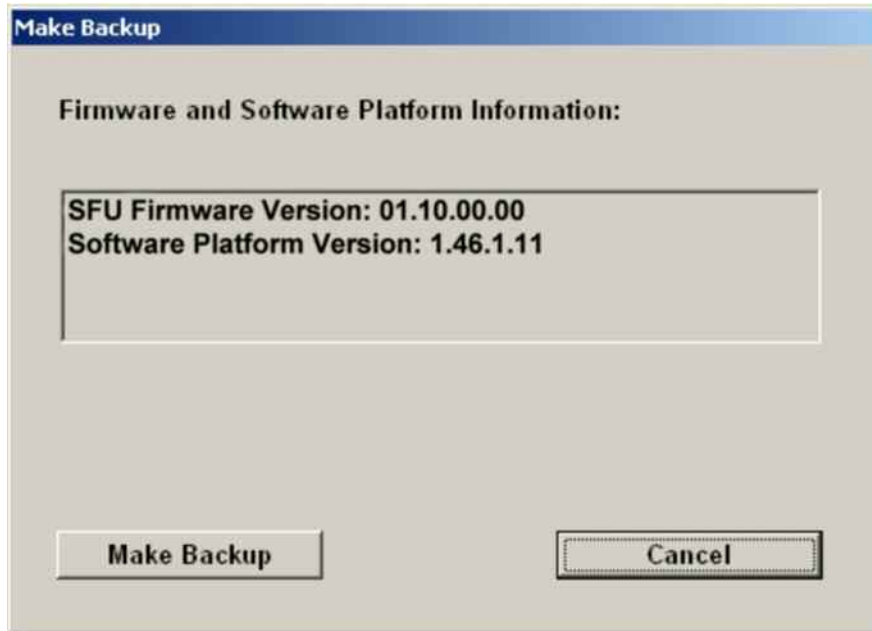 Make Backup
Firmware and Software Platform Information:
SFU Firmware Version: 01.10.00.00
Software Platform Version: 1.46.1.11
Make Backup
Cancel